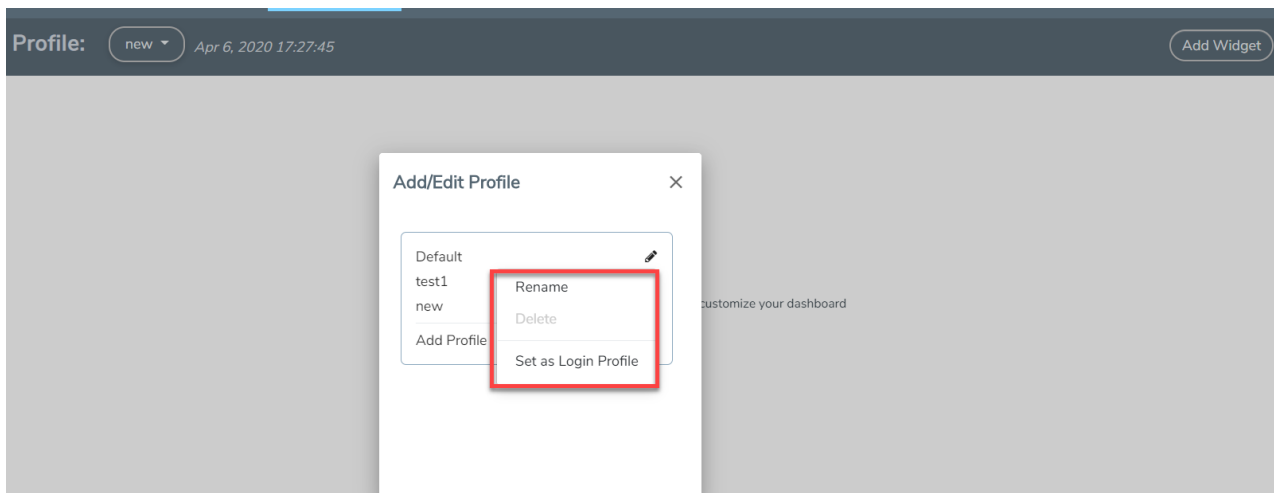 Profile: new Apr 6, 2020 17:27:45 Add Widget
Add/Edit Profile
Default
test1
new
Add Profile
Rename
Delete
Set as Login Profile
customize your dashboard